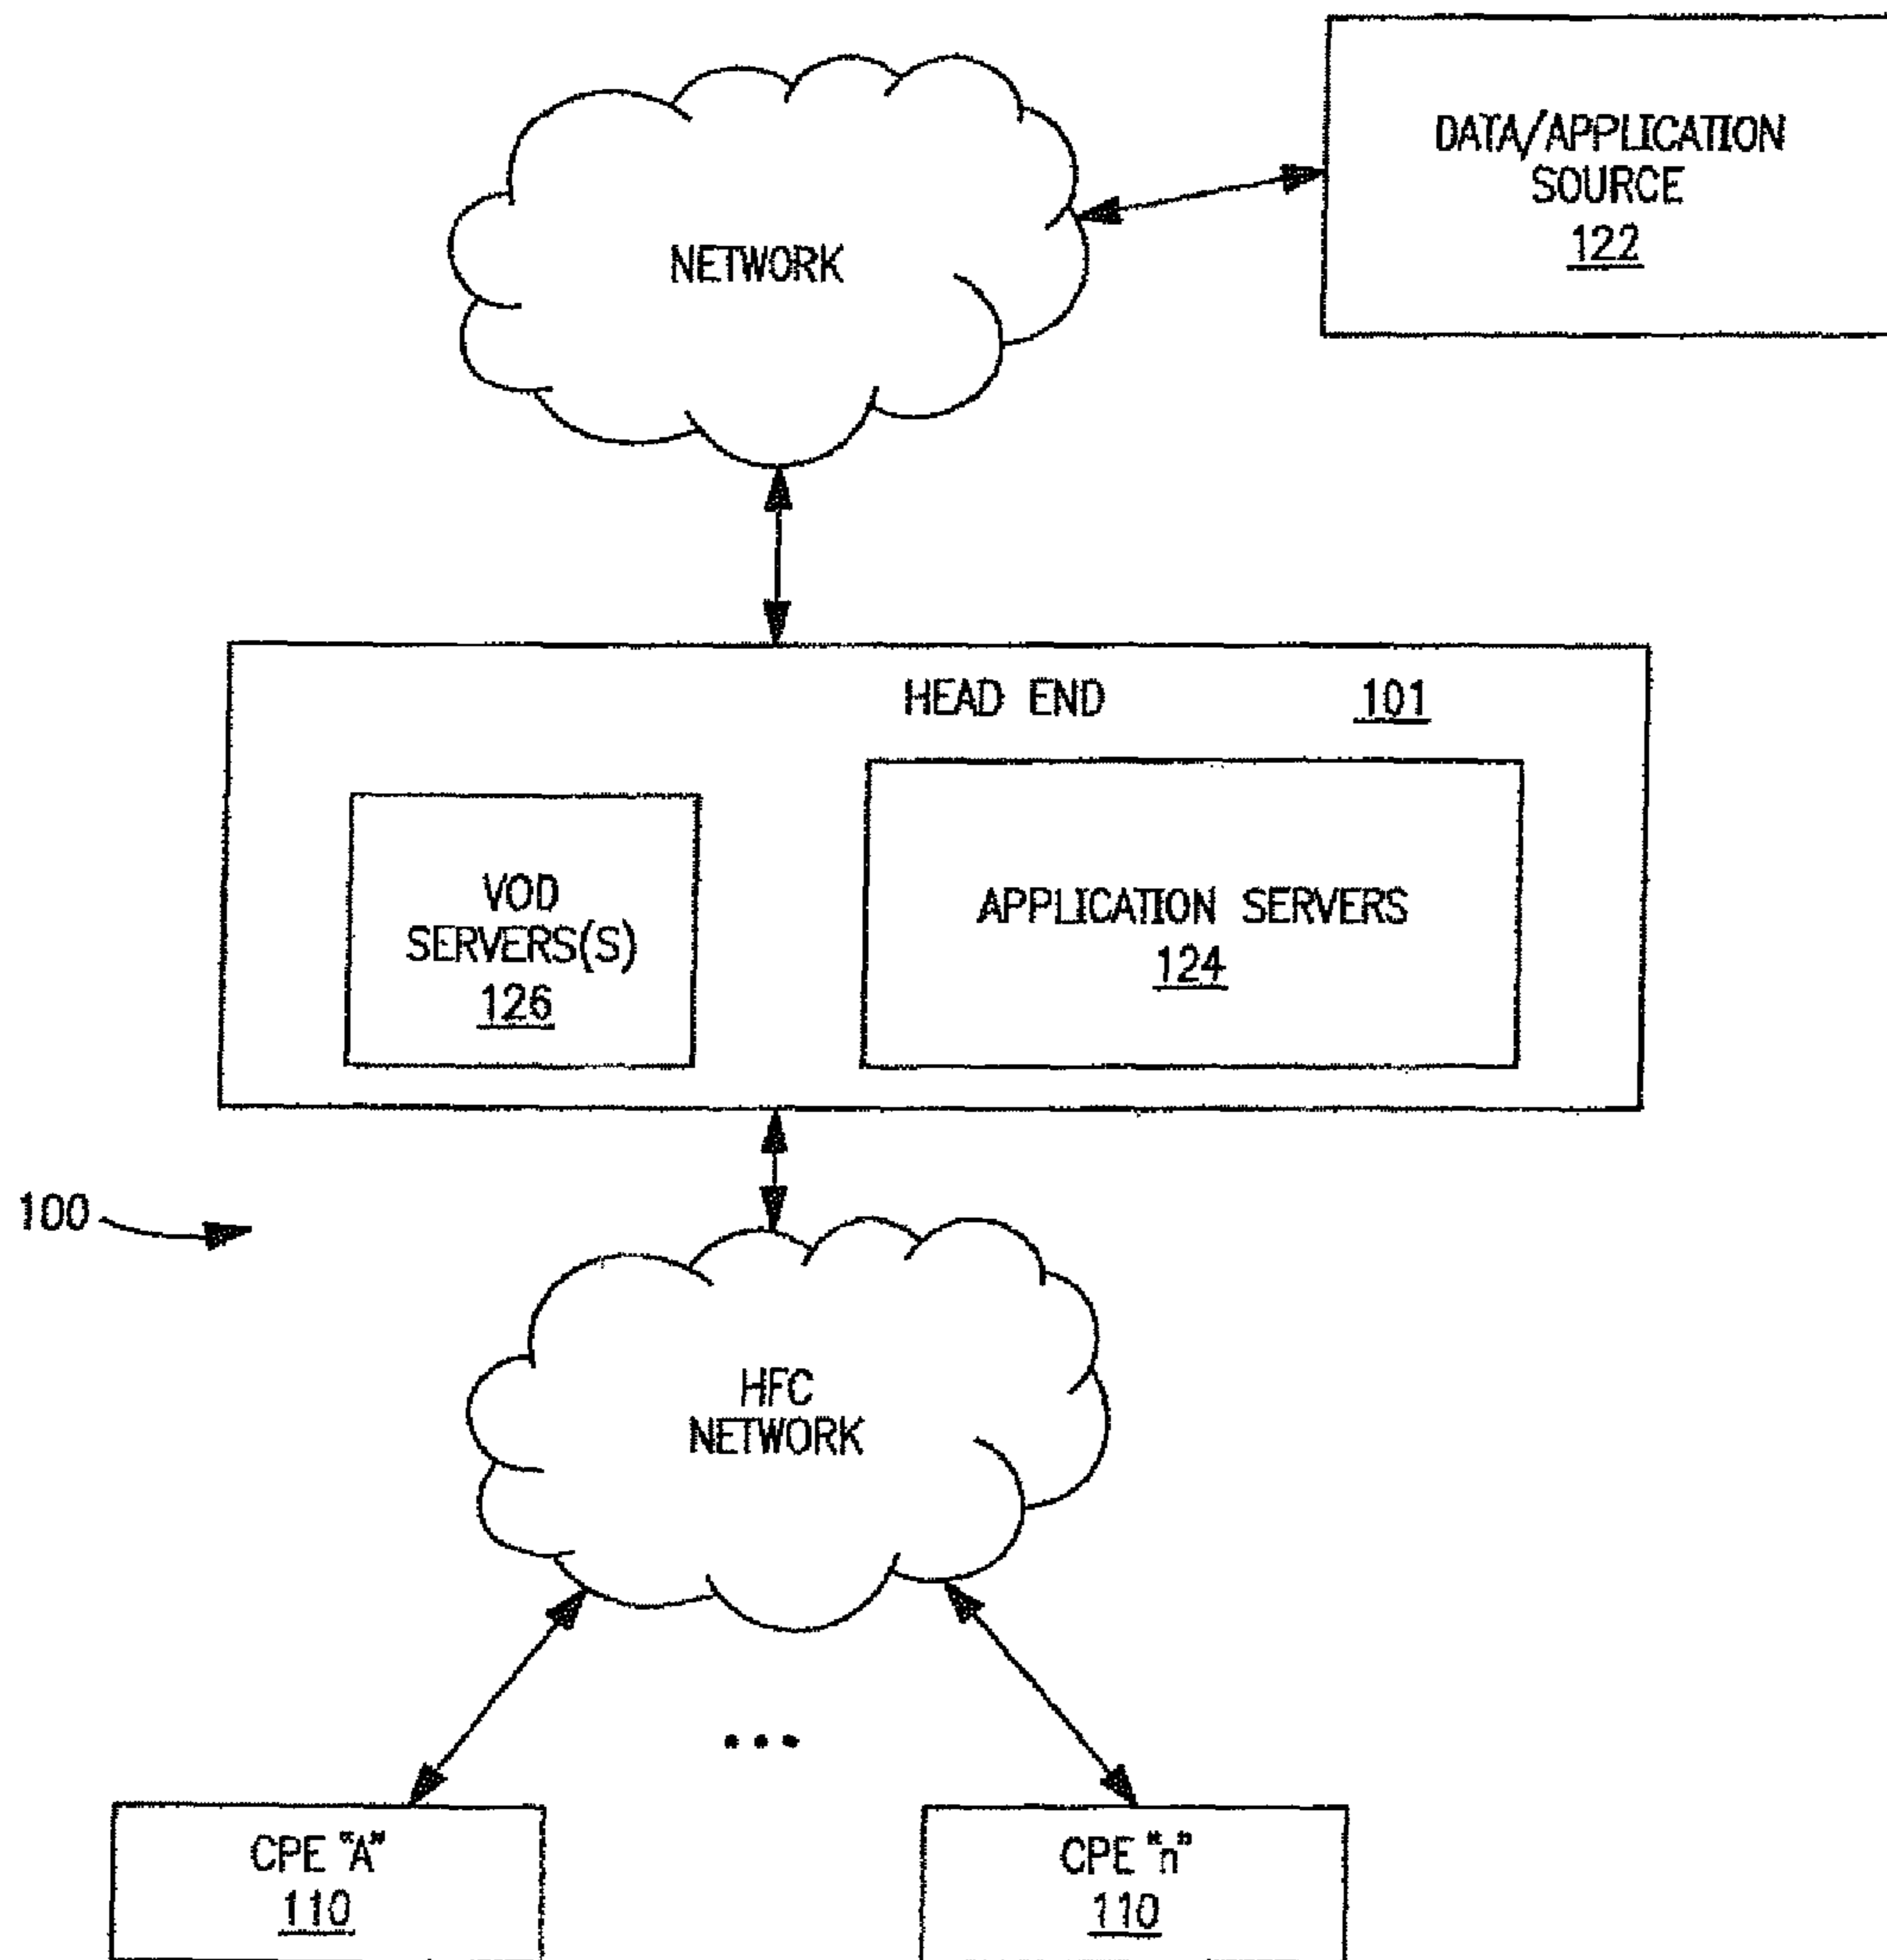 DATA/APPLICATION
SOURCE
122
NETWORK
HEAD END 101
VOD
SERVERS(S)
126
APPLICATION SERVERS
124
100
HFC
NETWORK
...
CPE "A"
110
CPE "n"
110